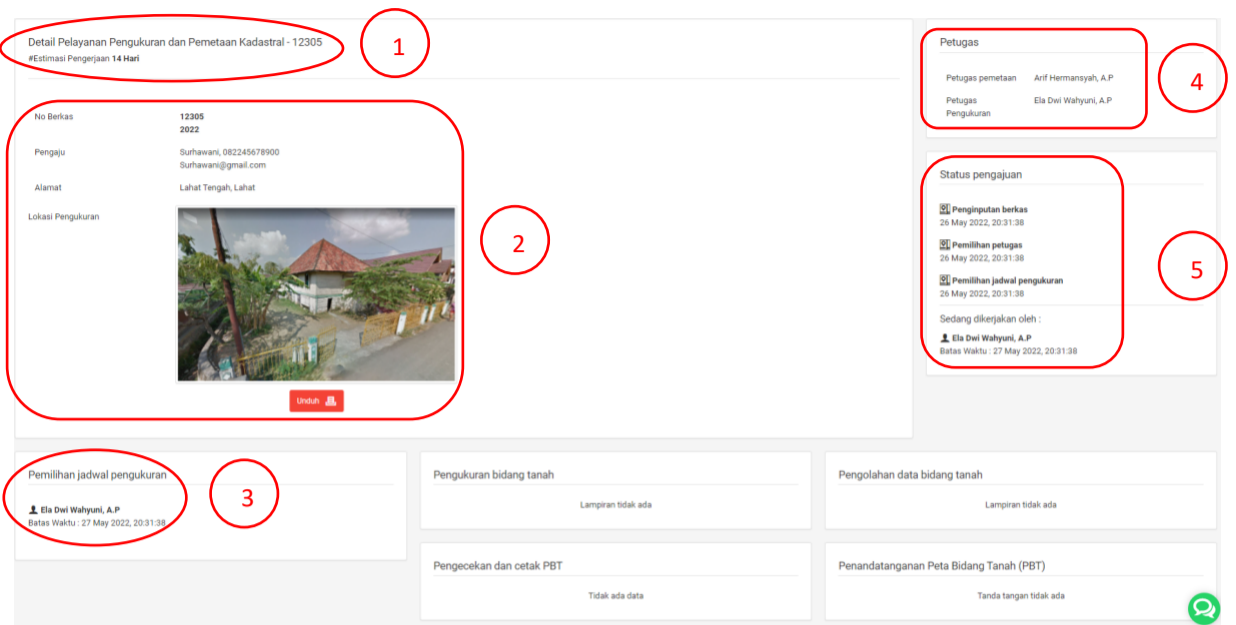 Detail Pelayanan Pengukuran dan Pemetaan Kadastral - 12305
#Estimasi Pengerjaan 14 Hari
1
No Berkas 12305
2022
Pengaju Surhawani, 082245678900
Surhawani@gmail.com
Alamat Lahat Tengah, Lahat
Lokasi Pengukuran
2
Unduh
Petugas
Petugas pemetaan Arif Hermansyah, A.P
Petugas Ela Dwi Wahyuni, A.P
Pengukuran
4
Status pengajuan
Penginputan berkas
26 May 2022, 20:31:38
Pemilihan petugas
26 May 2022, 20:31:38
Pemilihan jadwal pengukuran
26 May 2022, 20:31:38
Sedang dikerjakan oleh :
Ela Dwi Wahyuni, A.P
Batas Waktu : 27 May 2022, 20:31:38
5
Pemilihan jadwal pengukuran
Ela Dwi Wahyuni, A.P
Batas Waktu : 27 May 2022, 20:31:38
3
Pengukuran bidang tanah
Lampiran tidak ada
Pengolahan data bidang tanah
Lampiran tidak ada
Pengecekan dan cetak PBT
Tidak ada data
Penandatanganan Peta Bidang Tanah (PBT)
Tanda tangan tidak ada